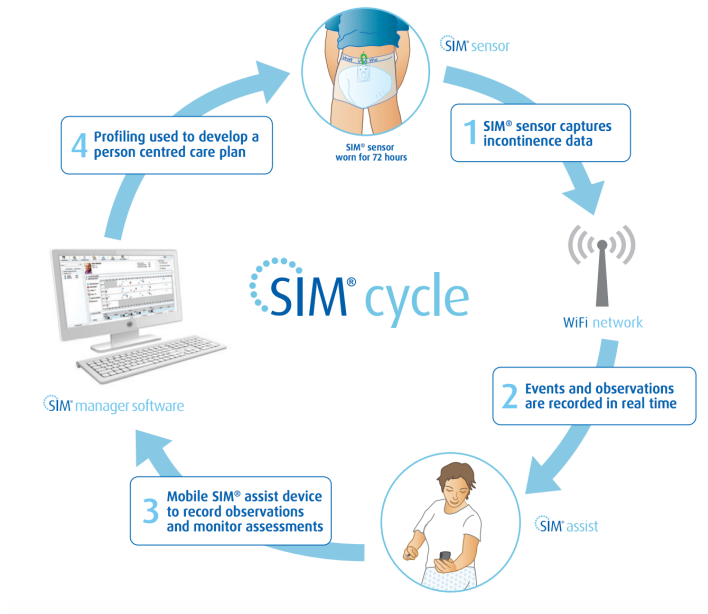 SIM® sensor
SIM® sensor
worn for 72 hours
1 SIM® sensor captures
incontinence data
WiFi network
2 Events and observations
are recorded in real time
SIM® assist
3 Mobile SIM® assist device
to record observations
and monitor assessments
SIM® manager software
4 Profiling used to develop a
person centred care plan
SIM® cycle